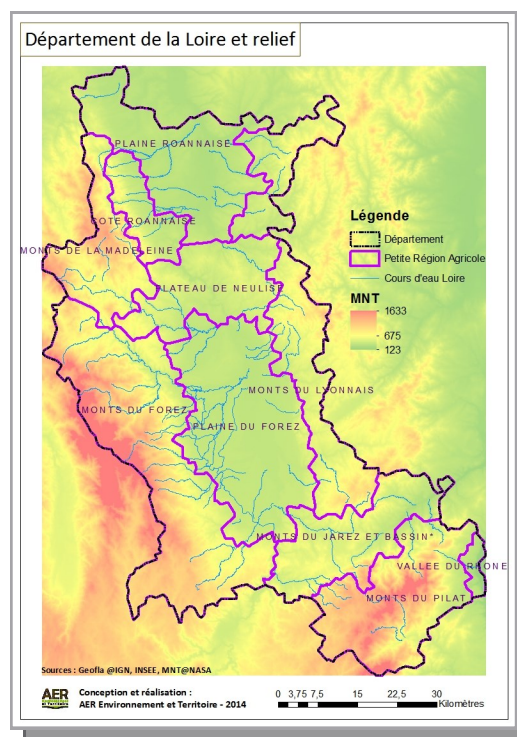 Département de la Loire et relief
PLAINE ROANNAISE
COTE ROANNAISE
MONTS DE LA MADELEINE
PLATEAU DE NEULISE
MONTS DU LYONNAIS
MONTS DU FOREZ
PLAINE DU FOREZ
MONTS DU JAREZ ET BASSIN*
VALLEE DU RHONE
MONTS DU PILAT
Légende
Département
Petite Région Agricole
Cours d'eau Loire
MNT
1633
675
123
Sources : Geofla @IGN, INSEE, MNT@NASA
AER
Conception et réalisation :
AER Environnement et Territoire - 2014
0 3,75 7,5 15 22,5 30
Kilomètres